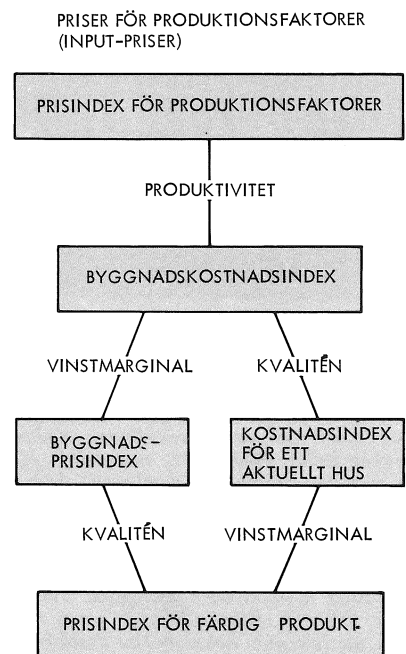 PRISER FÖR PRODUKTIONSFAKTORER
(INPUT-PRISER)
PRISINDEX FÖR PRODUKTIONSFAKTORER
PRODUKTIVITET
BYGGNADSKOSTNADSINDEX
VINSTMARGINAL
KVALITÉN
BYGGNADS-
PRISINDEX
KOSTNADSINDEX
FÖR ETT
AKTUELLT HUS
KVALITÉN
VINSTMARGINAL
PRISINDEX FÖR FÄRDIG PRODUKT.